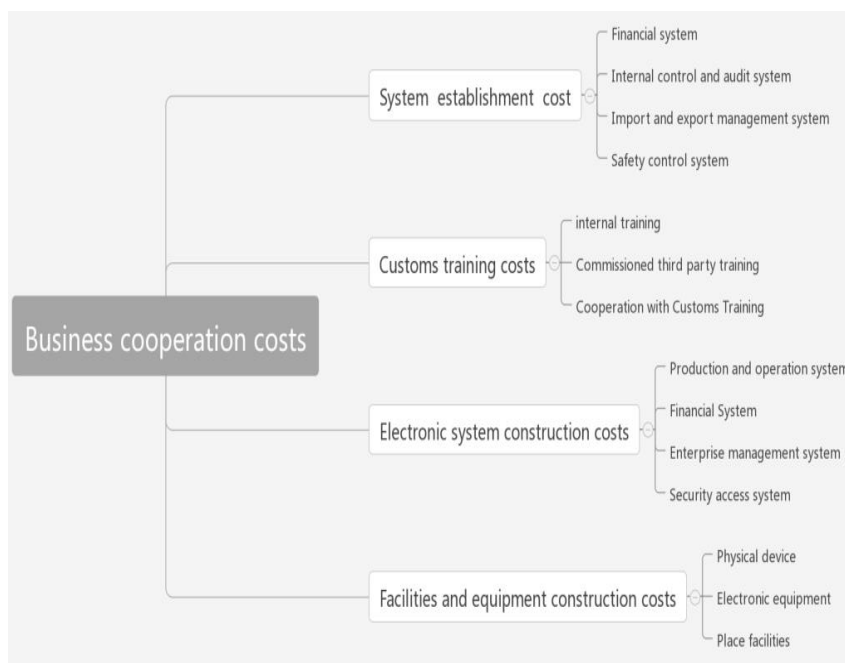 Business cooperation costs
System establishment cost
Financial system
Internal control and audit system
Import and export management system
Safety control system
Customs training costs
internal training
Commissioned third party training
Cooperation with Customs Training
Electronic system construction costs
Production and operation system
Financial System
Enterprise management system
Security access system
Facilities and equipment construction costs
Physical device
Electronic equipment
Place facilities